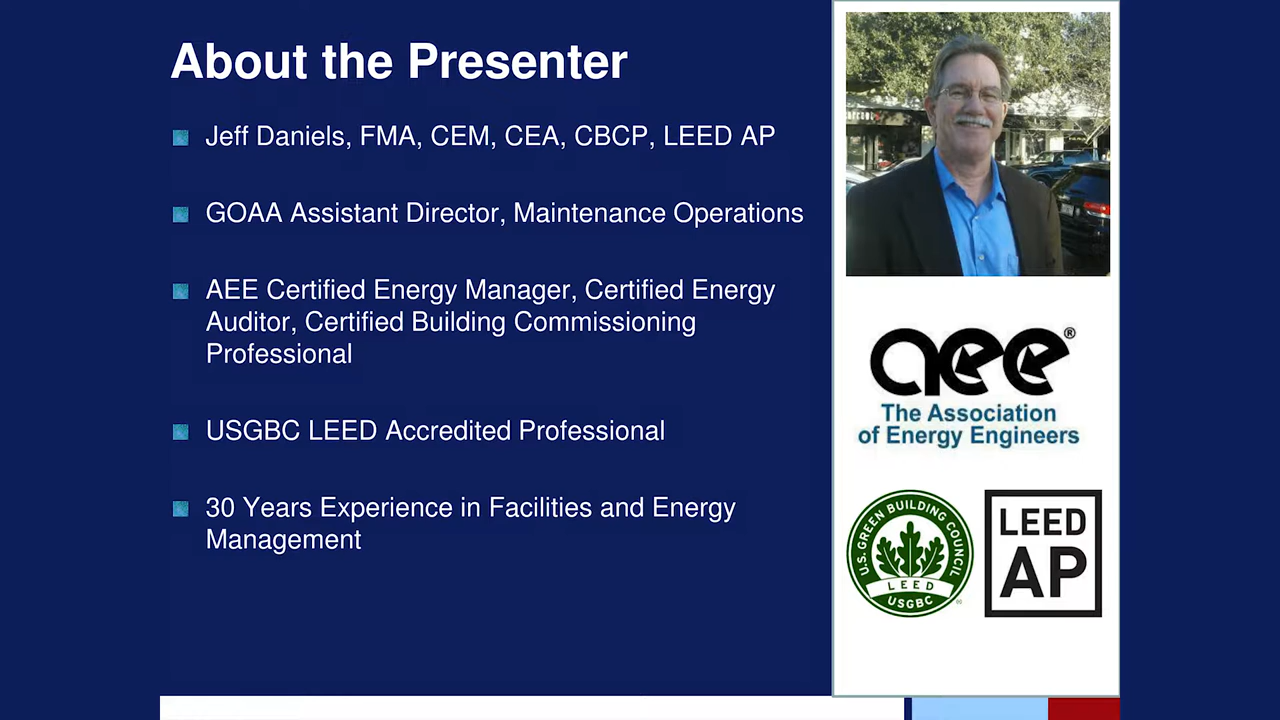 About the Presenter
Jeff Daniels, FMA, CEM, CEA, CBCP, LEED AP
GOAA Assistant Director, Maintenance Operations
AEE Certified Energy Manager, Certified Energy
Auditor, Certified Building Commissioning
Professional
USGBC LEED Accredited Professional
30 Years Experience in Facilities and Energy
Management
aee®
The Association
of Energy Engineers
U.S. GREEN BUILDING COUNCIL
LEED
USGBC
LEED
AP